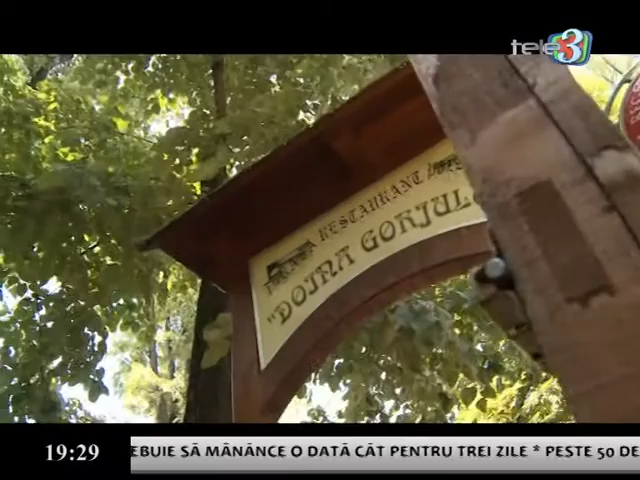 tele3
RESTAURANT
"DOINA GORJULUI
19:29
EBUIE SĂ MĂNÂNCE O DATĂ CÂT PENTRU TREI ZILE * PESTE 50 DE